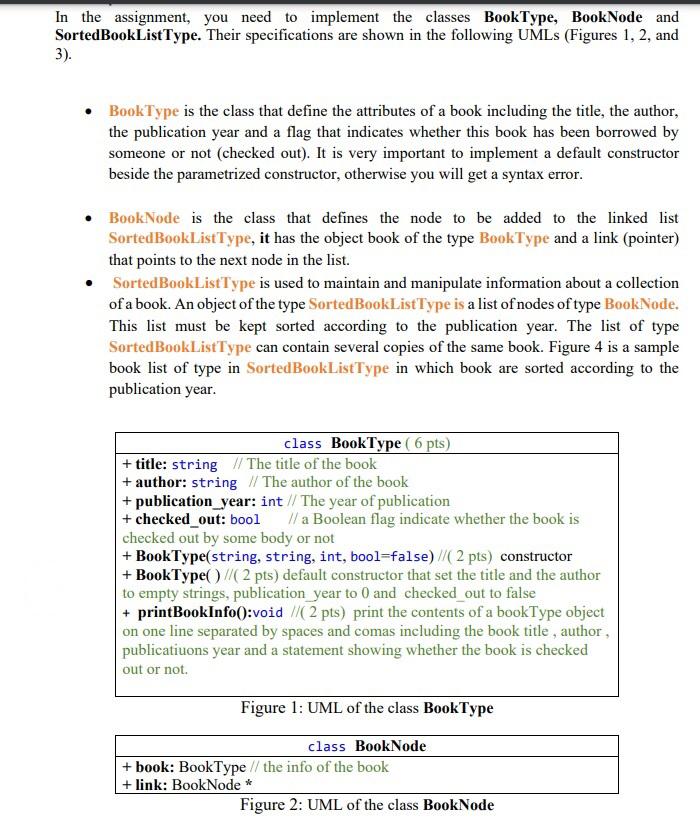 In the assignment, you need to implement the classes BookType, BookNode and
SortedBookListType. Their specifications are shown in the following UMLs (Figures 1, 2, and
3).
• BookType is the class that define the attributes of a book including the title, the author,
the publication year and a flag that indicates whether this book has been borrowed by
someone or not (checked out). It is very important to implement a default constructor
beside the parametrized constructor, otherwise you will get a syntax error.
• BookNode is the class that defines the node to be added to the linked list
SortedBookListType, it has the object book of the type BookType and a link (pointer)
that points to the next node in the list.
• SortedBookListType is used to maintain and manipulate information about a collection
of a book. An object of the type SortedBookListType is a list of nodes of type BookNode.
This list must be kept sorted according to the publication year. The list of type
SortedBookListType can contain several copies of the same book. Figure 4 is a sample
book list of type in SortedBookListType in which book are sorted according to the
publication year.
class BookType ( 6 pts)
+ title: string // The title of the book
+ author: string // The author of the book
+ publication_year: int // The year of publication
+ checked_out: bool // a Boolean flag indicate whether the book is
checked out by some body or not
+ BookType(string, string, int, bool=false) //( 2 pts) constructor
+ BookType( ) //( 2 pts) default constructor that set the title and the author
to empty strings, publication_year to 0 and checked_out to false
+ printBookInfo():void //( 2 pts) print the contents of a bookType object
on one line separated by spaces and comas including the book title , author ,
publicatiuons year and a statement showing whether the book is checked
out or not.
Figure 1: UML of the class BookType
class BookNode
+ book: BookType // the info of the book
+ link: BookNode *
Figure 2: UML of the class BookNode